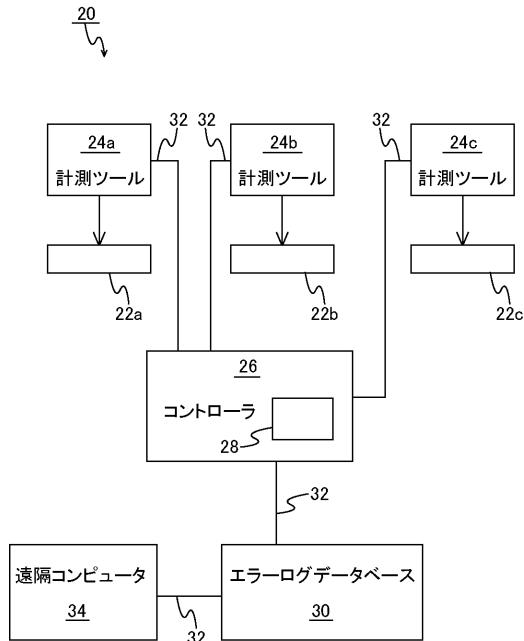 20
32
32
32
24a
計測ツール
24b
計測ツール
24c
計測ツール
22a
22b
22c
26
コントローラ
28
32
遠隔コンピュータ
34
エラーログデータベース
30
32